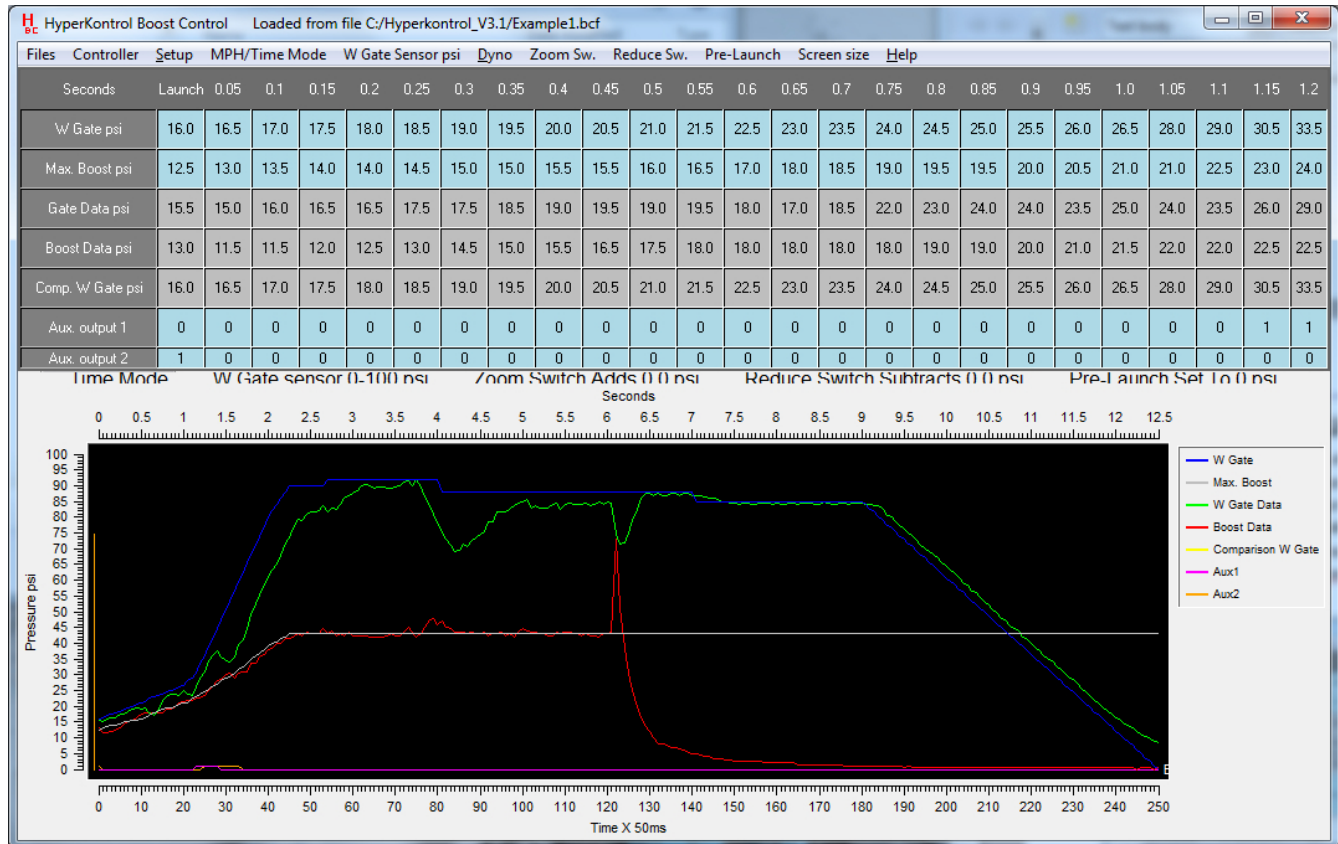 HyperKontrol Boost Control Loaded from file C:/Hyperkontrol_V3.1/Example1.bcf
Files Controller Setup MPH/Time Mode W Gate Sensor psi Dyno Zoom Sw. Reduce Sw. Pre-Launch Screen size Help
Seconds Launch 0.05 0.1 0.15 0.2 0.25 0.3 0.35 0.4 0.45 0.5 0.55 0.6 0.65 0.7 0.75 0.8 0.85 0.9 0.95 1.0 1.05 1.1 1.15 1.2
W Gate psi 16.0 16.5 17.0 17.5 18.0 18.5 19.0 19.5 20.0 20.5 21.0 21.5 22.5 23.0 23.5 24.0 24.5 25.0 25.5 26.0 26.5 28.0 29.0 30.5 33.5
Max. Boost psi 12.5 13.0 13.5 14.0 14.0 14.5 15.0 15.0 15.5 15.5 16.0 16.5 17.0 18.0 18.5 19.0 19.5 19.5 20.0 20.5 21.0 21.0 22.5 23.0 24.0
Gate Data psi 15.5 15.0 16.0 16.5 16.5 17.5 17.5 18.5 19.0 19.5 19.0 19.5 18.0 17.0 18.5 22.0 23.0 24.0 24.0 23.5 25.0 24.0 23.5 26.0 29.0
Boost Data psi 13.0 11.5 11.5 12.0 12.5 13.0 14.5 15.0 15.5 16.5 17.5 18.0 18.0 18.0 18.0 18.0 19.0 19.0 20.0 21.0 21.5 22.0 22.0 22.5 22.5
Comp. W Gate psi 16.0 16.5 17.0 17.5 18.0 18.5 19.0 19.5 20.0 20.5 21.0 21.5 22.5 23.0 23.5 24.0 24.5 25.0 25.5 26.0 26.5 28.0 29.0 30.5 33.5
Aux. output 1 0 0 0 0 0 0 0 0 0 0 0 0 0 0 0 0 0 0 0 0 0 0 0 1 1
Aux. output 2 1 0 0 0 0 0 0 0 0 0 0 0 0 0 0 0 0 0 0 0 0 0 0 0 0
Time Mode W Gate sensor 0-100 psi Zoom Switch Adds 0.0 psi Reduce Switch Subtracts 0.0 psi Pre-Launch Set To 0 psi
Seconds
0 0.5 1 1.5 2 2.5 3 3.5 4 4.5 5 5.5 6 6.5 7 7.5 8 8.5 9 9.5 10 10.5 11 11.5 12 12.5
100
95
90
85
80
75
70
65
60
55
50
45
40
35
30
25
20
15
10
5
0
Pressure psi
W Gate
Max. Boost
W Gate Data
Boost Data
Comparison W Gate
Aux1
Aux2
0 10 20 30 40 50 60 70 80 90 100 110 120 130 140 150 160 170 180 190 200 210 220 230 240 250
Time X 50ms